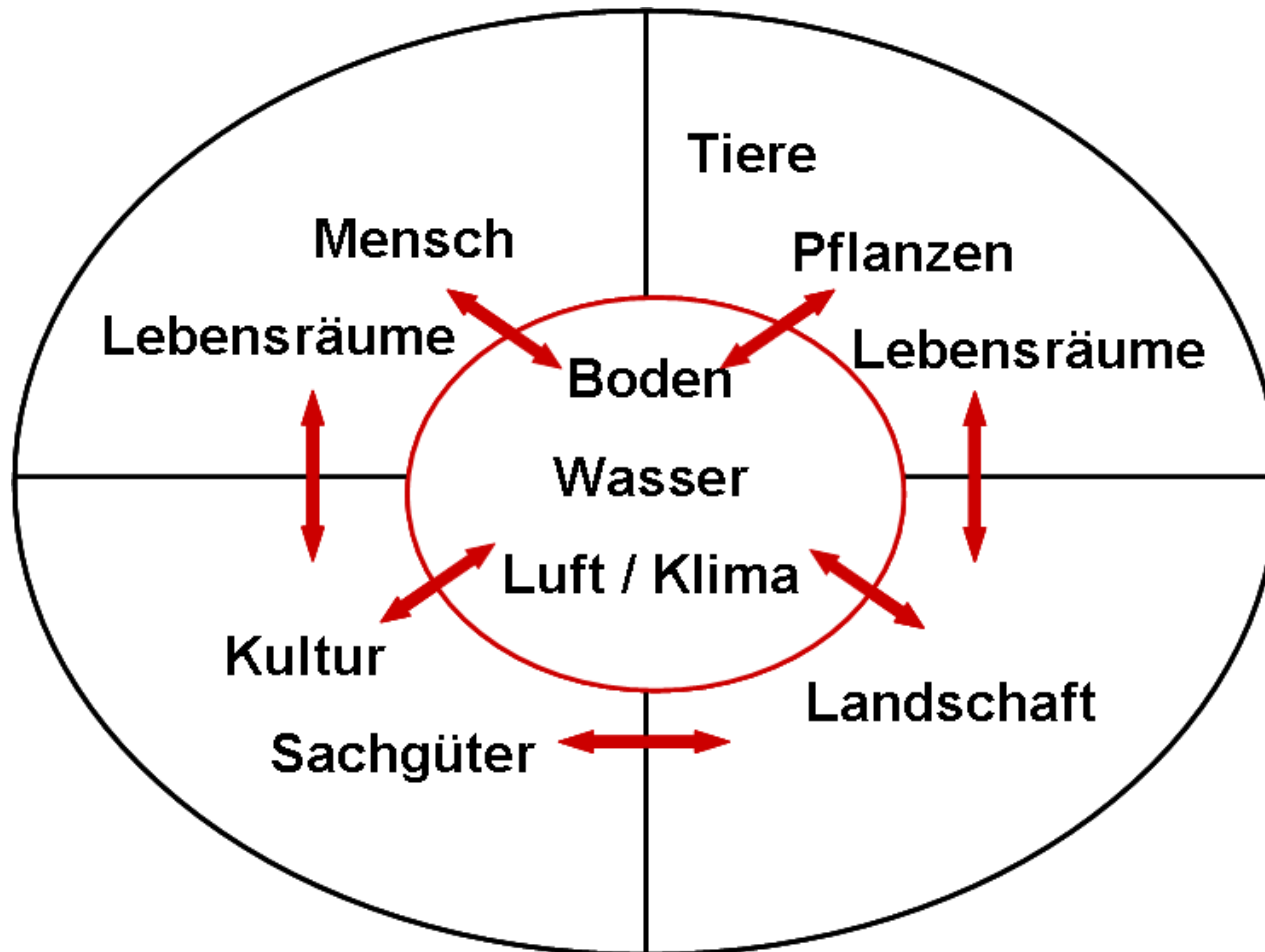 Tiere
Mensch
Pflanzen
Lebensräume
Lebensräume
Boden
Wasser
Luft / Klima
Kultur
Landschaft
Sachgüter